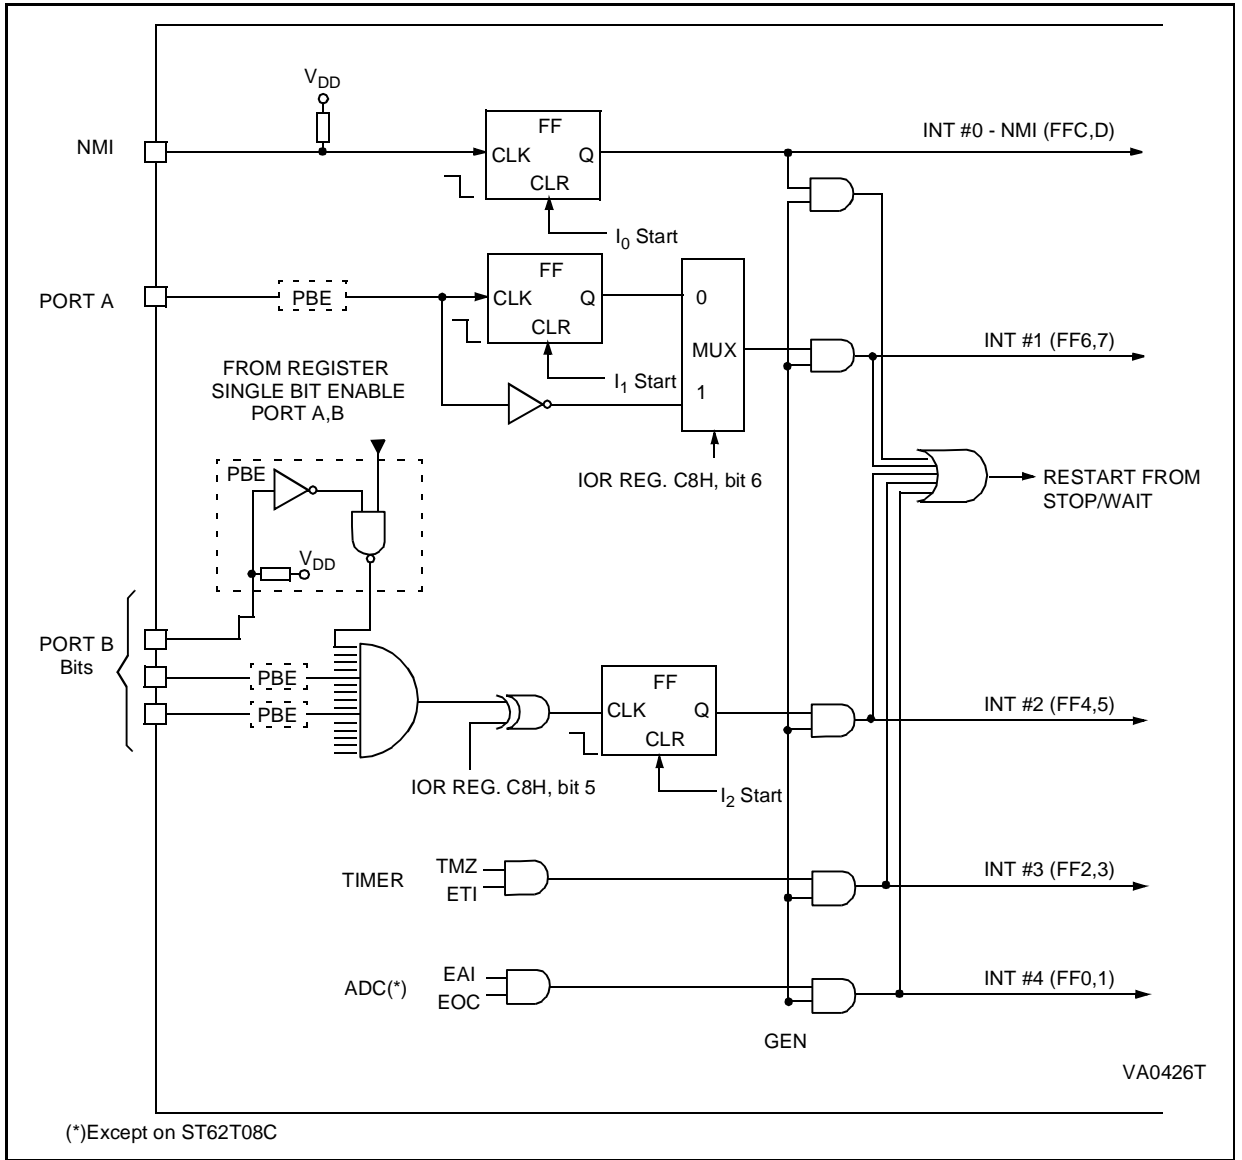 V_DD
NMI
FF
CLK Q
CLR
I_0 Start
INT #0 - NMI (FFC,D)
PORT A
PBE
FF
CLK Q
CLR
I_1 Start
0
MUX
1
INT #1 (FF6,7)
FROM REGISTER
SINGLE BIT ENABLE
PORT A,B
IOR REG. C8H, bit 6
PBE
V_DD
RESTART FROM
STOP/WAIT
PORT B
Bits
PBE
PBE
FF
CLK Q
CLR
I_2 Start
IOR REG. C8H, bit 5
INT #2 (FF4,5)
TIMER
TMZ
ETI
INT #3 (FF2,3)
ADC(*)
EAI
EOC
INT #4 (FF0,1)
GEN
VA0426T
(*)Except on ST62T08C